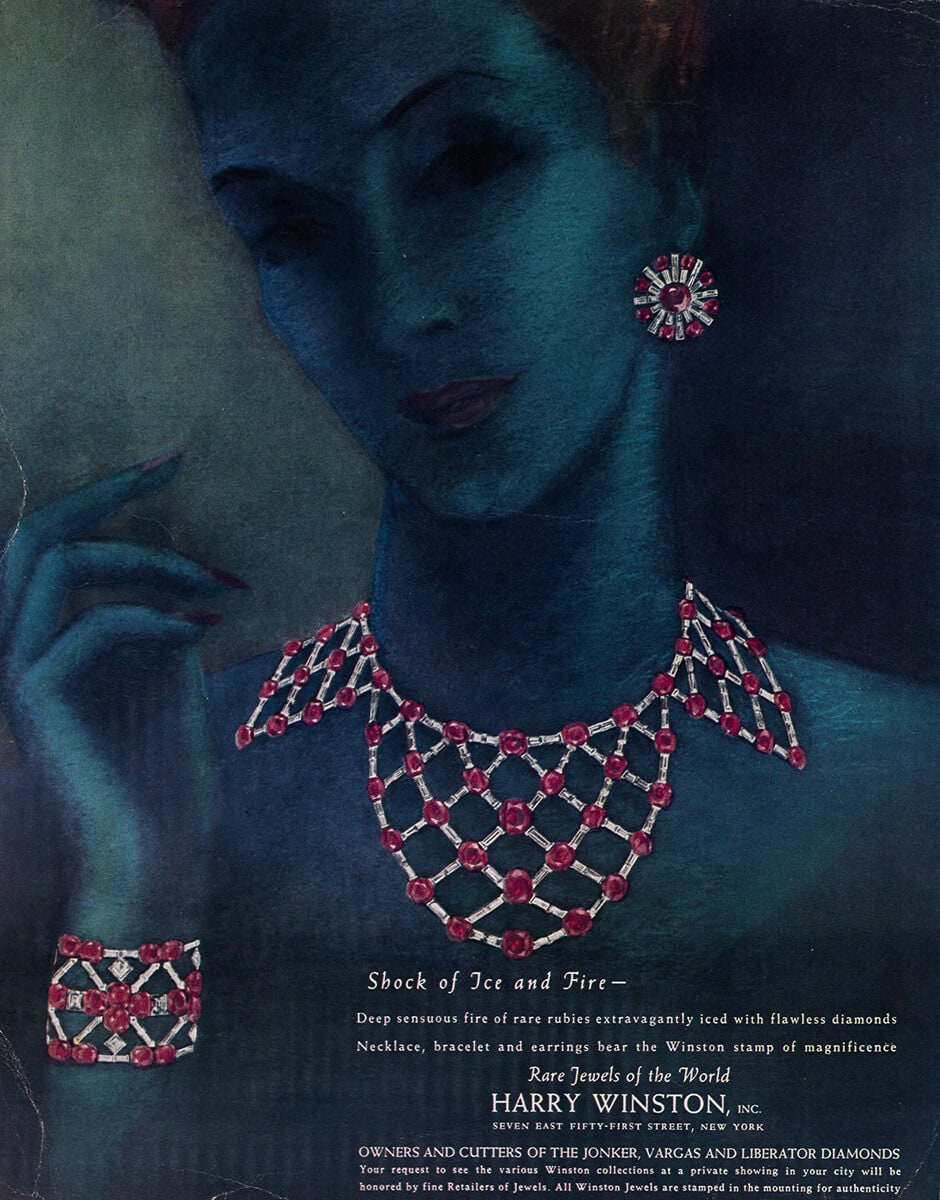 Shock of Ice and Fire—
Deep sensuous fire of rare rubies extravagantly iced with flawless diamonds
Necklace, bracelet and earrings bear the Winston stamp of magnificence
Rare Jewels of the World
HARRY WINSTON, INC.
SEVEN EAST FIFTY-FIRST STREET, NEW YORK
OWNERS AND CUTTERS OF THE JONKER, VARGAS AND LIBERATOR DIAMONDS
Your request to see the various Winston collections at a private showing in your city will be
honored by fine Retailers of Jewels. All Winston Jewels are stamped in the mounting for authenticity